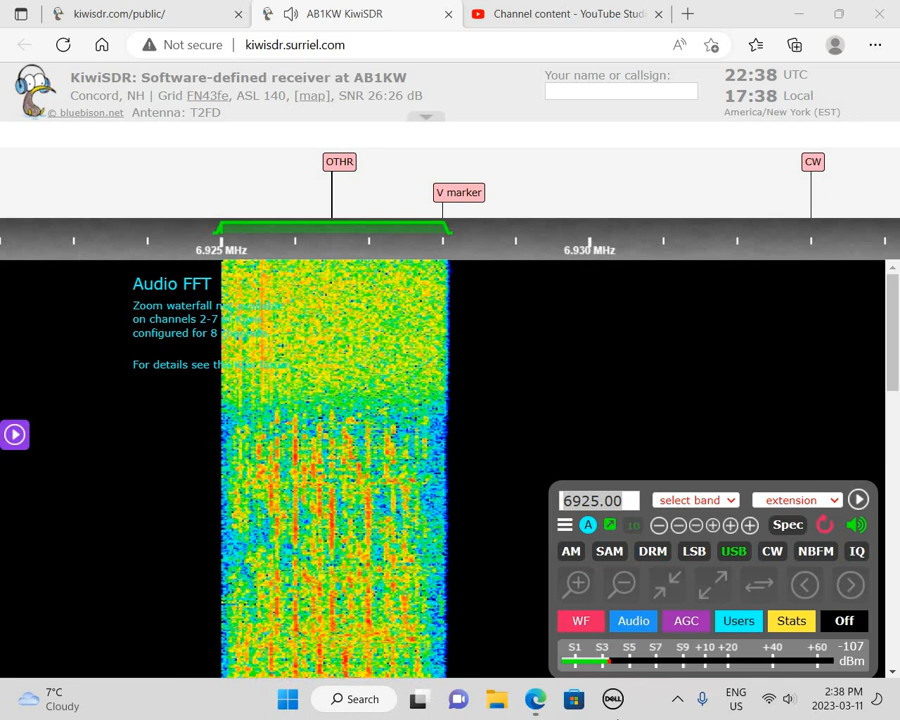 kiwisdr.com/public/
AB1KW KiwiSDR
Channel content - YouTube Studi
Not secure
kiwisdr.surriel.com
KiwiSDR: Software-defined receiver at AB1KW
Concord, NH | Grid FN43fe, ASL 140, [map], SNR 26:26 dB
© bluebison.net
Antenna: T2FD
Your name or callsign:
22:38 UTC
17:38 Local
America/New York (EST)
OTHR
CW
V marker
6.925 MHz
6.930 MHz
Audio FFT
Zoom waterfall
on channels 2-7
configured for 8
For details see
6925.00
select band
extension
A
10
Spec
AM
SAM
DRM
LSB
USB
CW
NBFM
IQ
WF
Audio
AGC
Users
Stats
Off
S1 S3 S5 S7 S9 +10 +20 +40 +60
-107
dBm
7°C
Cloudy
Search
DELL
ENG
US
2:38 PM
2023-03-11